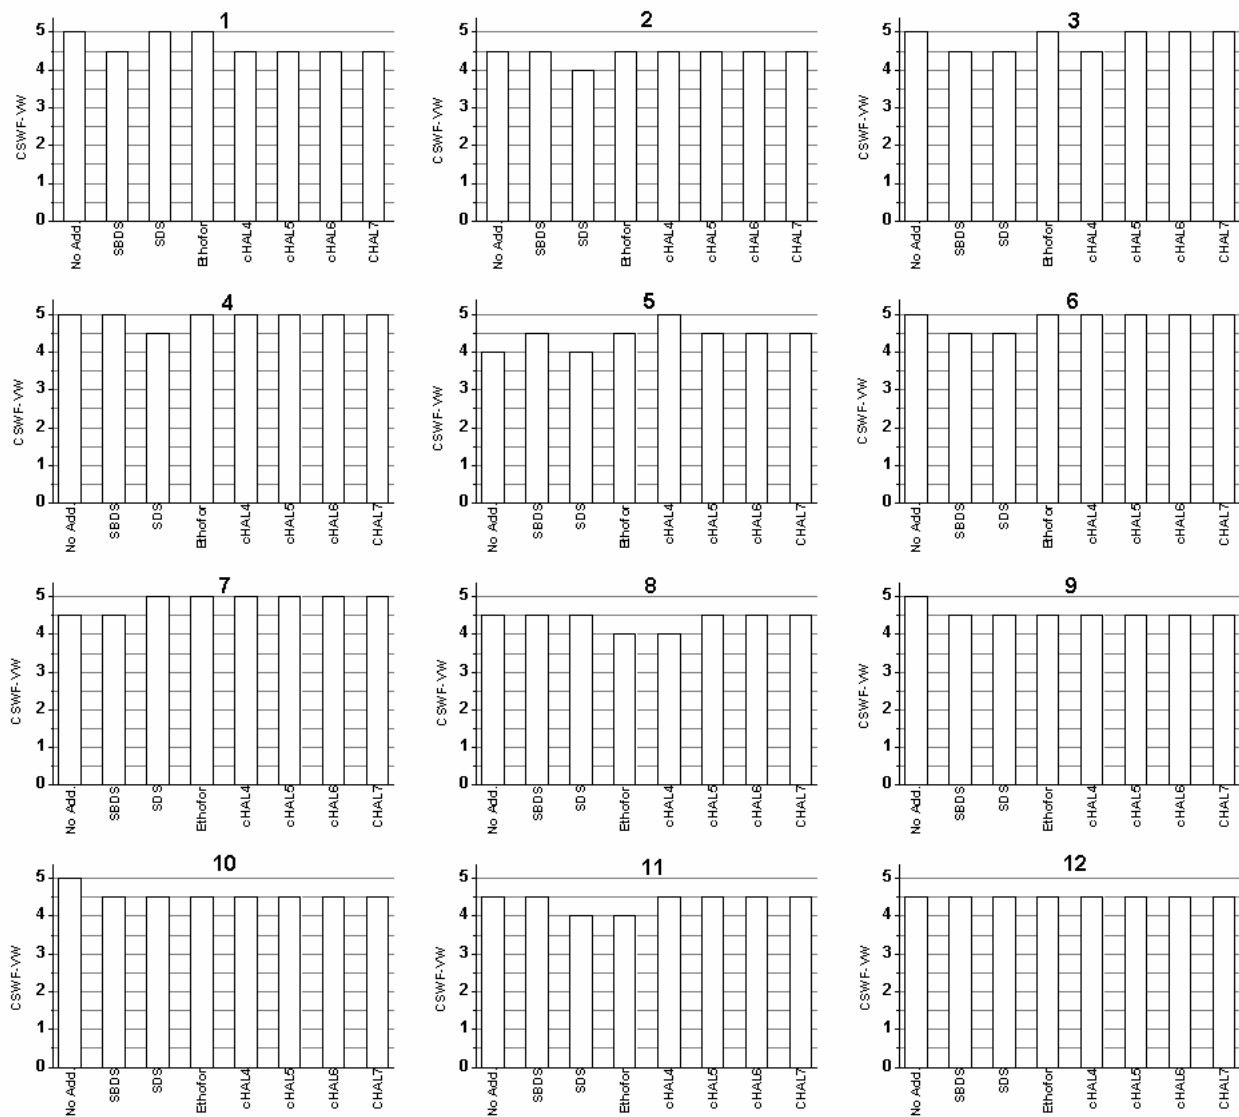 1
5
4
3
2
1
0
CSWF-VW
No Add.
SBDS
SDS
Ethofor
cHAL4
cHAL5
cHAL6
CHAL7
2
5
4
3
2
1
0
CSWF-VW
No Add.
SBDS
SDS
Ethofor
cHAL4
cHAL5
cHAL6
CHAL7
3
5
4
3
2
1
0
CSWF-VW
No Add.
SBDS
SDS
Ethofor
cHAL4
cHAL5
cHAL6
CHAL7
4
5
4
3
2
1
0
CSWF-VW
No Add.
SBDS
SDS
Ethofor
cHAL4
cHAL5
cHAL6
CHAL7
5
5
4
3
2
1
0
CSWF-VW
No Add.
SBDS
SDS
Ethofor
cHAL4
cHAL5
cHAL6
CHAL7
6
5
4
3
2
1
0
CSWF-VW
No Add.
SBDS
SDS
Ethofor
cHAL4
cHAL5
cHAL6
CHAL7
7
5
4
3
2
1
0
CSWF-VW
No Add.
SBDS
SDS
Ethofor
cHAL4
cHAL5
cHAL6
CHAL7
8
5
4
3
2
1
0
CSWF-VW
No Add.
SBDS
SDS
Ethofor
cHAL4
cHAL5
cHAL6
CHAL7
9
5
4
3
2
1
0
CSWF-VW
No Add.
SBDS
SDS
Ethofor
cHAL4
cHAL5
cHAL6
CHAL7
10
5
4
3
2
1
0
CSWF-VW
No Add.
SBDS
SDS
Ethofor
cHAL4
cHAL5
cHAL6
CHAL7
11
5
4
3
2
1
0
CSWF-VW
No Add.
SBDS
SDS
Ethofor
cHAL4
cHAL5
cHAL6
CHAL7
12
5
4
3
2
1
0
CSWF-VW
No Add.
SBDS
SDS
Ethofor
cHAL4
cHAL5
cHAL6
CHAL7